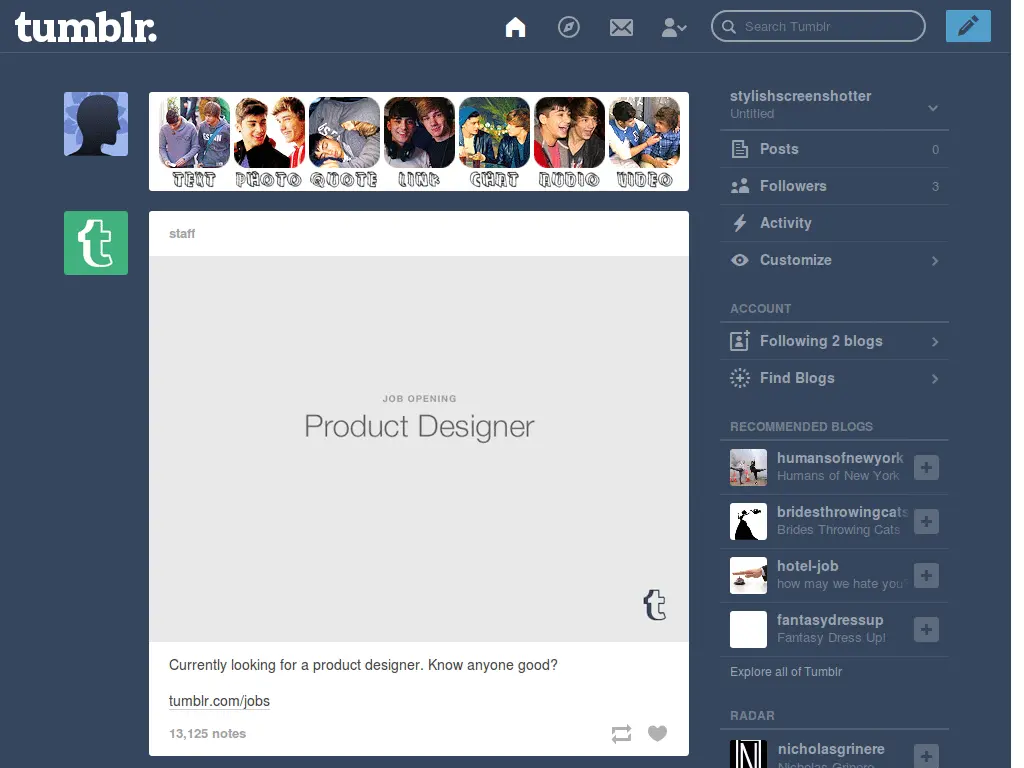 tumblr.
Search Tumblr
TEXT PHOTO QUOTE LINK CHAT AUDIO VIDEO
staff
JOB OPENING
Product Designer
t
Currently looking for a product designer. Know anyone good?
tumblr.com/jobs
13,125 notes
stylishscreenshotter
Untitled
Posts 0
Followers 3
Activity
Customize
ACCOUNT
Following 2 blogs
Find Blogs
RECOMMENDED BLOGS
humansofnewyork
Humans of New York
bridesthrowingcats
Brides Throwing Cats
hotel-job
how may we hate you?
fantasydressup
Fantasy Dress Up!
Explore all of Tumblr
RADAR
nicholasgrinere
Nicholas Grinere